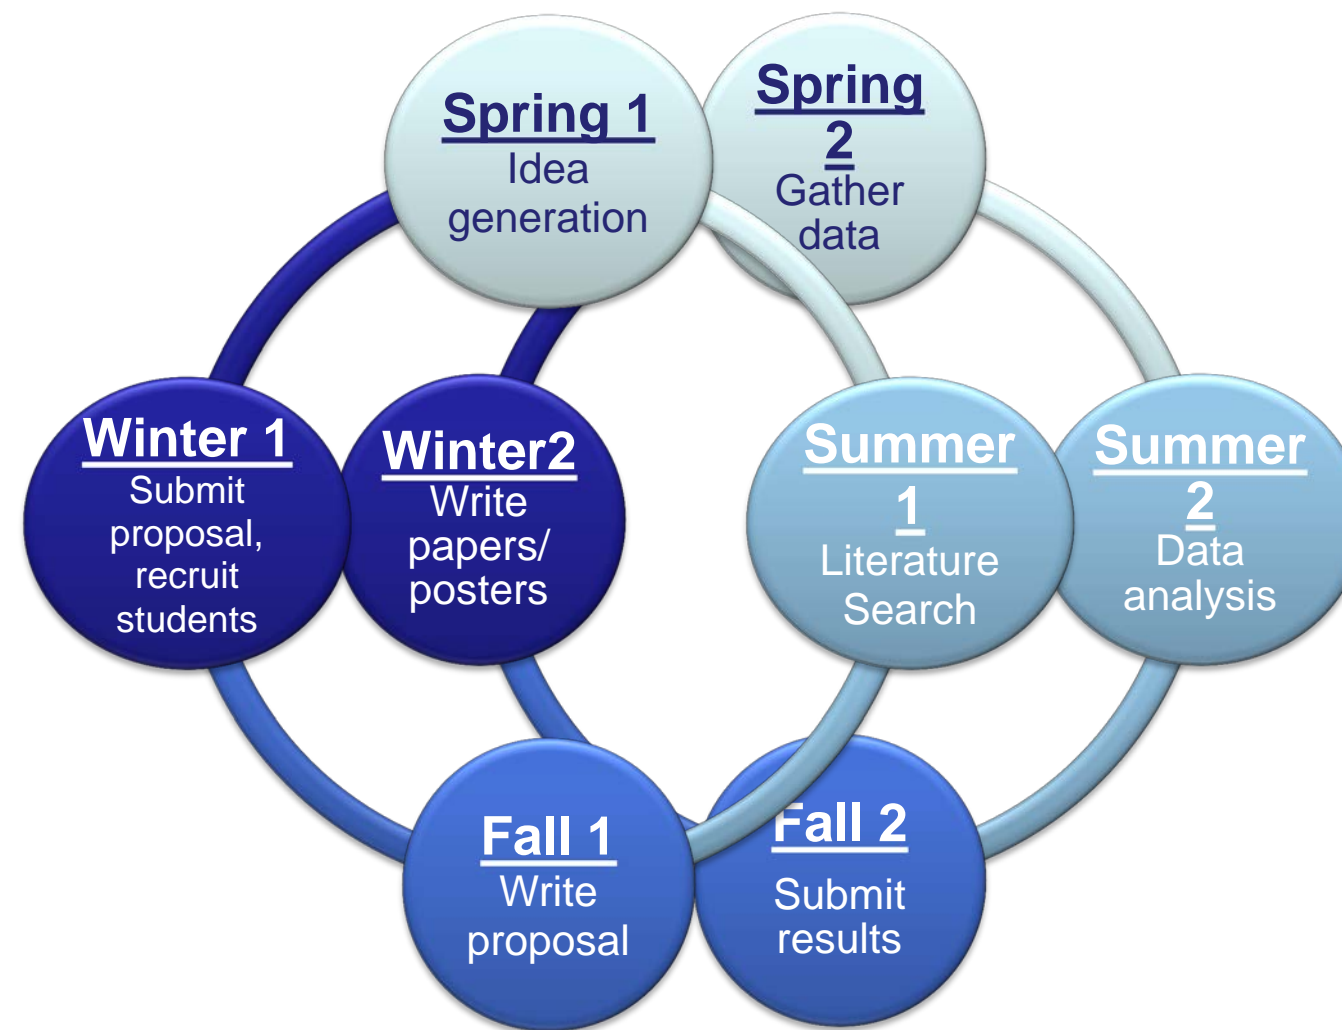 Spring 1
Idea
generation
Spring
2
Gather
data
Winter 1
Submit
proposal,
recruit
students
Winter2
Write
papers/
posters
Summer
1
Literature
Search
Summer
2
Data
analysis
Fall 1
Write
proposal
Fall 2
Submit
results